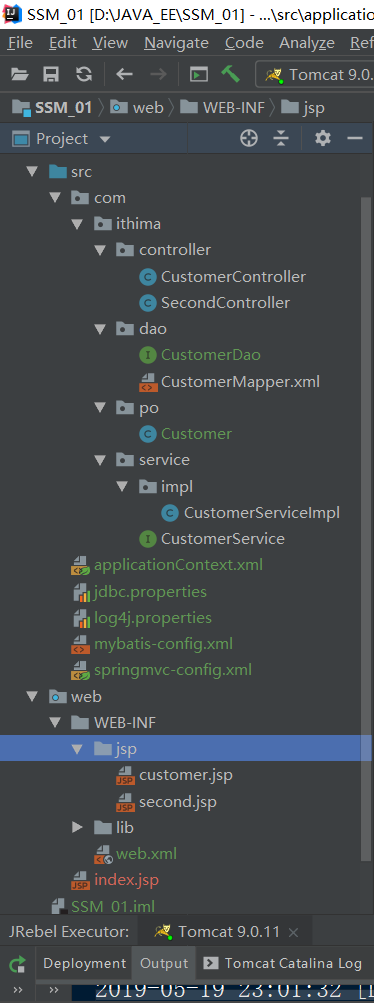 SSM_01 [D:\JAVA_EE\SSM_01] - ...\src\application
File Edit View Navigate Code Analyze Ref
Tomcat 9.0.
SSM_01 web WEB-INF jsp
Project
src
com
ithima
controller
CustomerController
SecondController
dao
CustomerDao
CustomerMapper.xml
po
Customer
service
impl
CustomerServiceImpl
CustomerService
applicationContext.xml
jdbc.properties
log4j.properties
mybatis-config.xml
springmvc-config.xml
web
WEB-INF
jsp
customer.jsp
second.jsp
lib
web.xml
index.jsp
SSM_01.iml
JRebel Executor: Tomcat 9.0.11
Deployment Output Tomcat Catalina Log
2019-05-19 23:01:32